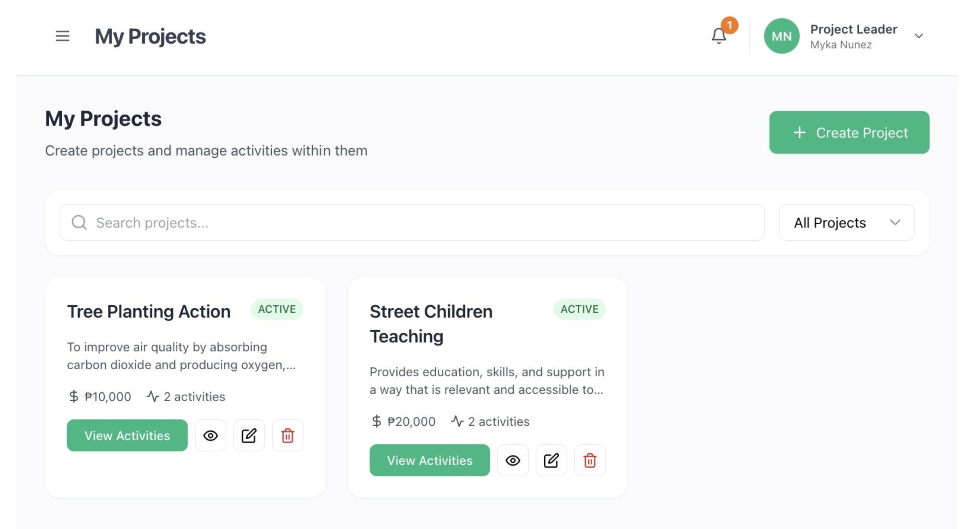 My Projects
1
MN
Project Leader
Myka Nunez
My Projects
Create projects and manage activities within them
+ Create Project
Search projects...
All Projects
Tree Planting Action
ACTIVE
To improve air quality by absorbing
carbon dioxide and producing oxygen,...
$ ₱10,000
2 activities
View Activities
Street Children
Teaching
ACTIVE
Provides education, skills, and support in
a way that is relevant and accessible to...
$ ₱20,000
2 activities
View Activities